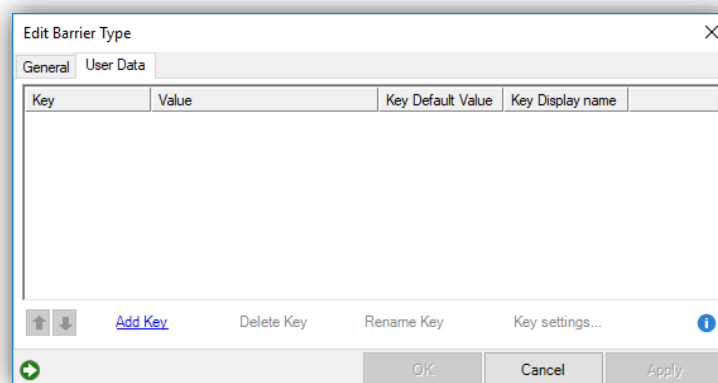 Edit Barrier Type
General User Data
Key Value Key Default Value Key Display name
Add Key Delete Key Rename Key Key settings...
OK Cancel Apply